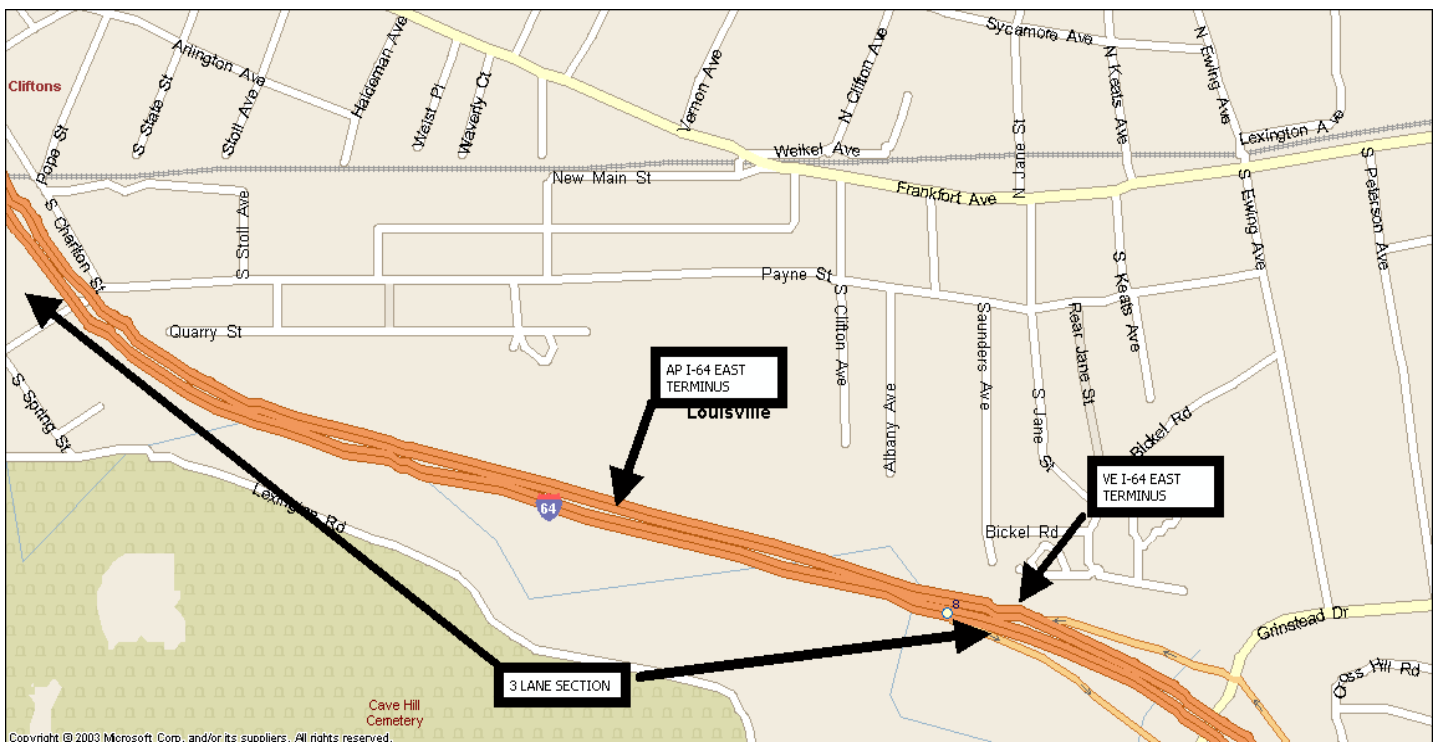 Sycamore Ave
Arlington Ave
Haldeman Ave
N Clifton Ave
N Keats Ave
N Ewing Ave
Cliftons
S State St
Stoll Ave
Weist Pl
Waverly Ct
Vernon Ave
Lexington Ave
Pope St
Weikel Ave
N Jane St
New Main St
Frankfort Ave
S Peterson Ave
S Ewing Ave
S Charlton St
S Stoll Ave
Payne St
S Keats Ave
Quarry St
S Clifton Ave
Saunders Ave
Rear Jane St
AP I-64 EAST
TERMINUS
Louisville
S Spring St
Albany Ave
S Jane St
Bickel Rd
VE I-64 EAST
TERMINUS
Lexington Rd
64
Bickel Rd
8
Grinstead Dr
3 LANE SECTION
Cross Hill Rd
Cave Hill
Cemetery
Copyright © 2003 Microsoft Corp. and/or its suppliers. All rights reserved.